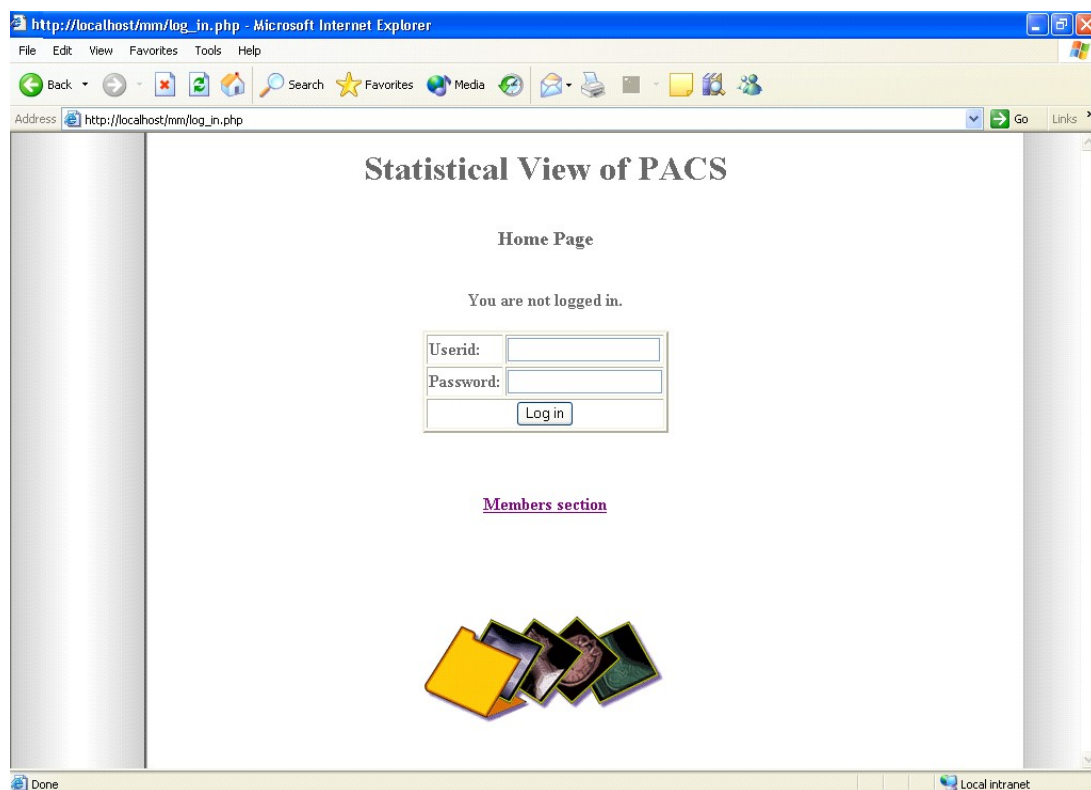 http://localhost/mm/log_in.php - Microsoft Internet Explorer
File Edit View Favorites Tools Help
Back Search Favorites Media
Address http://localhost/mm/log_in.php Go Links
Statistical View of PACS
Home Page
You are not logged in.
Userid:
Password:
Log in
Members section
Done Local intranet